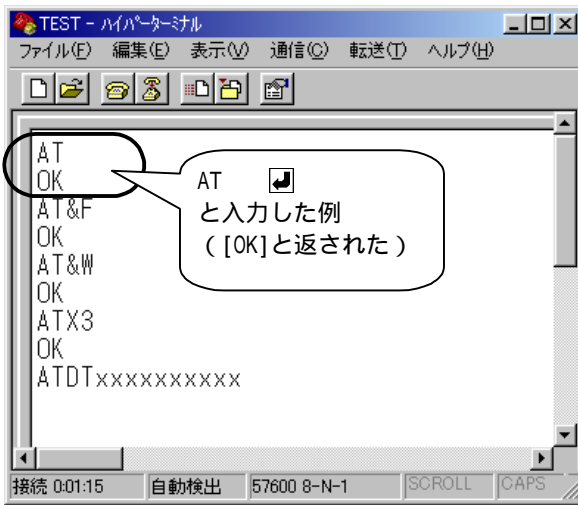 TEST - ﾊｲﾊﾟｰﾀｰﾐﾅﾙ
ファイル(F) 編集(E) 表示(V) 通信(C) 転送(T) ヘルプ(H)
AT
OK
AT&F
OK
AT&W
OK
ATX3
OK
ATDTxxxxxxxxxx
AT
と入力した例
([OK]と返された)
接続 0:01:15 自動検出 57600 8-N-1 SCROLL CAPS